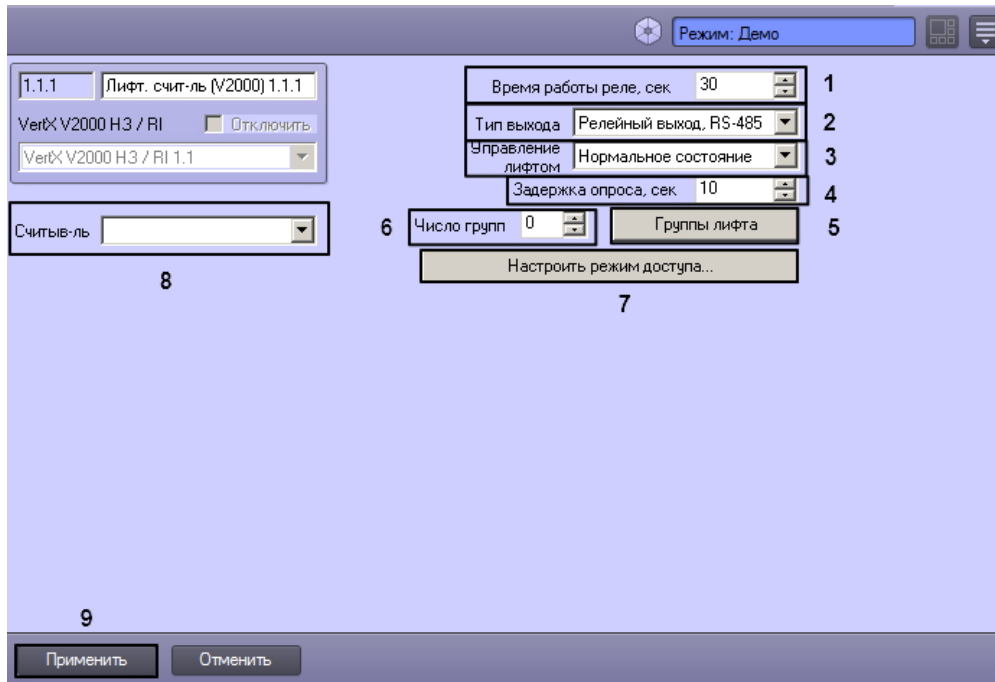 Режим: Демо
1.1.1 Лифт. счит-ль (V2000) 1.1.1
VertX V2000 H3 / RI Отключить
VertX V2000 H3 / RI 1.1
Считыв-ль
8
Время работы реле, сек 30 1
Тип выхода Релейный выход, RS-485 2
Управление лифтом Нормальное состояние 3
Задержка опроса, сек 10 4
6 Число групп 0 Группы лифта 5
Настроить режим доступа...
7
9
Применить Отменить